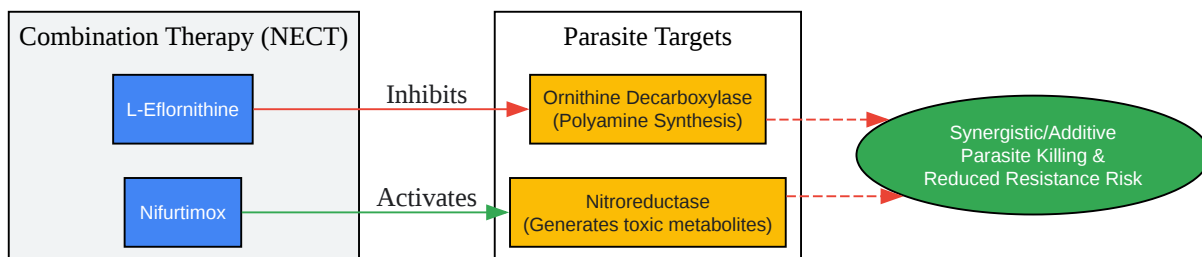 Combination Therapy (NECT)
Parasite Targets
L-Eflornithine
Inhibits
Ornithine Decarboxylase
(Polyamine Synthesis)
Synergistic/Additive
Parasite Killing &
Reduced Resistance Risk
Nifurtimox
Activates
Nitroreductase
(Generates toxic metabolites)